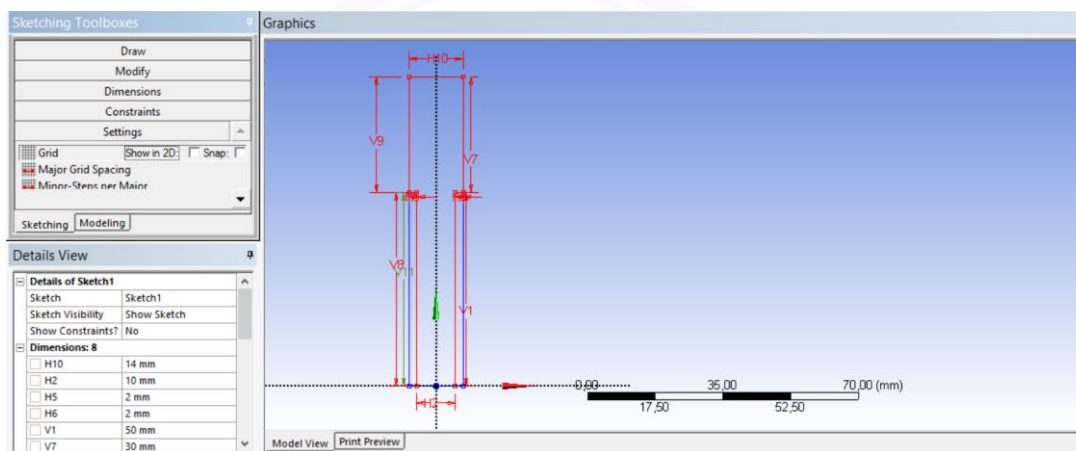 Sketching Toolboxes
Draw
Modify
Dimensions
Constraints
Settings
Grid Show in 2D: Snap:
Major Grid Spacing
Minor-Steps per Major
Sketching Modeling
Details View
Details of Sketch1
Sketch Sketch1
Sketch Visibility Show Sketch
Show Constraints? No
Dimensions: 8
H10 14 mm
H2 10 mm
H5 2 mm
H6 2 mm
V1 50 mm
V7 30 mm
Graphics
H10
V9
V7
V8
V11
V1
H2
0,00 35,00 70,00 (mm)
17,50 52,50
Model View Print Preview